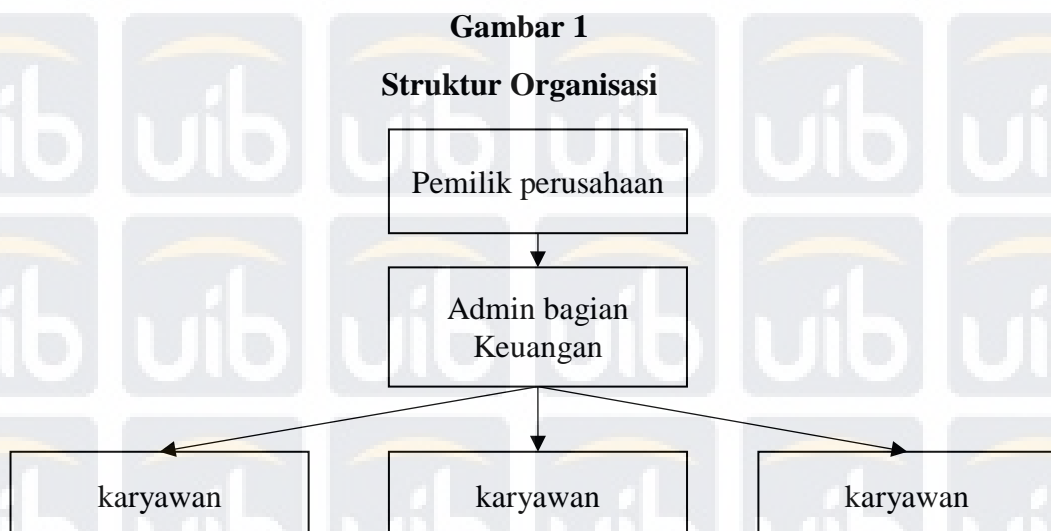 Gambar 1
Struktur Organisasi
Pemilik perusahaan
Admin bagian
Keuangan
karyawan karyawan karyawan